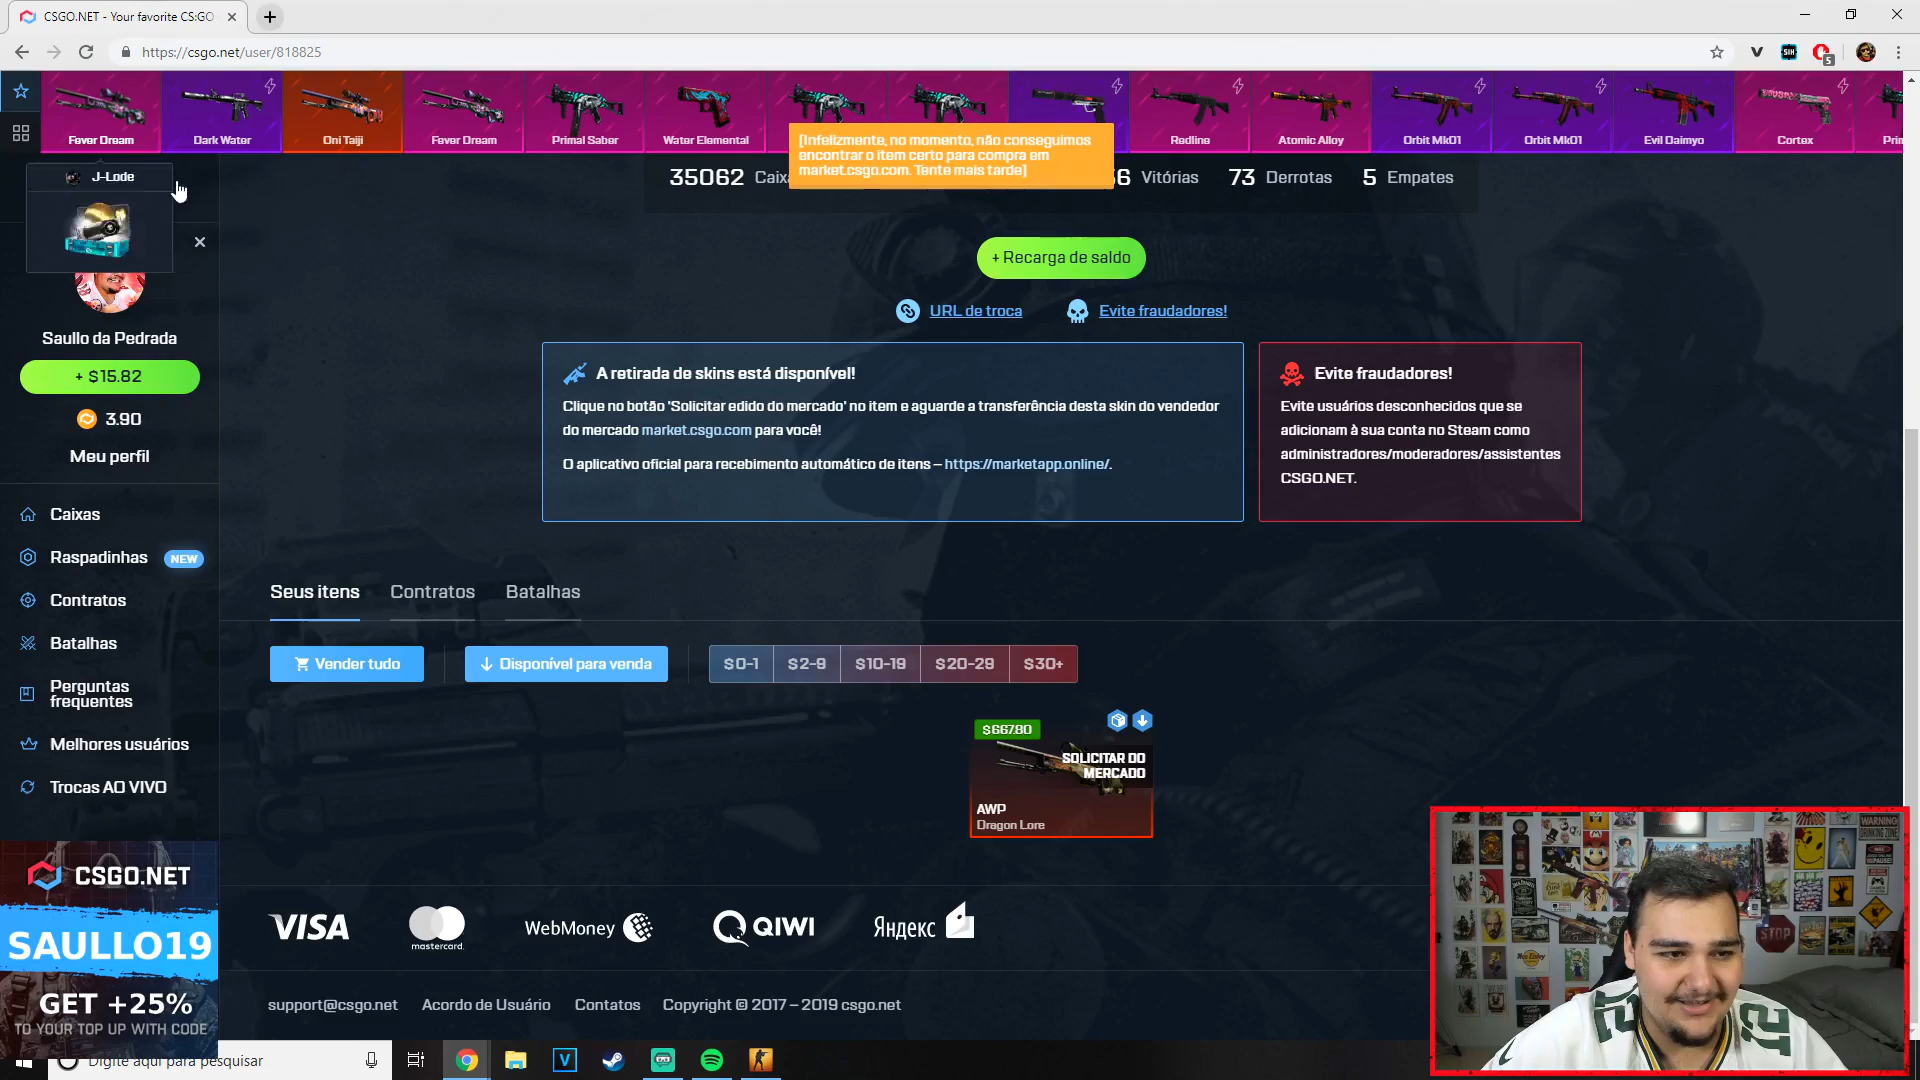 CSGO.NET - Your favorite CS:GO
https://csgo.net/user/818825
SIH
5
Fever Dream
Dark Water
Oni Taiji
Fever Dream
Primal Saber
Water Elemental
Redline
Atomic Alloy
Orbit Mk01
Orbit Mk01
Evil Daimyo
Cortex
Prim
[Infelizmente, no momento, não conseguimos
encontrar o item certo para compra em
market.csgo.com. Tente mais tarde]
J-Lode
35062 Caixa
6 Vitórias 73 Derrotas 5 Empates
+ Recarga de saldo
URL de troca
Evite fraudadores!
Saullo da Pedrada
+ $15.82
3.90
Meu perfil
Caixas
Raspadinhas NEW
Contratos
Batalhas
Perguntas
frequentes
Melhores usuários
Trocas AO VIVO
A retirada de skins está disponível!
Clique no botão 'Solicitar edido do mercado' no item e aguarde a transferência desta skin do vendedor
do mercado market.csgo.com para você!
O aplicativo oficial para recebimento automático de itens – https://marketapp.online/.
Evite fraudadores!
Evite usuários desconhecidos que se
adicionam à sua conta no Steam como
administradores/moderadores/assistentes
CSGO.NET.
Seus itens Contratos Batalhas
Vender tudo
Disponível para venda
$0-1 $2-9 $10-19 $20-29 $30+
$667.80
SOLICITAR DO
MERCADO
AWP
Dragon Lore
CSGO.NET
SAULLO19
GET +25%
TO YOUR TOP UP WITH CODE
VISA
mastercard.
WebMoney
QIWI
Яндекс
support@csgo.net Acordo de Usuário Contatos Copyright © 2017 – 2019 csgo.net
Digite aqui para pesquisar
V
WARNING
DRINKING ZONE
STOP
12